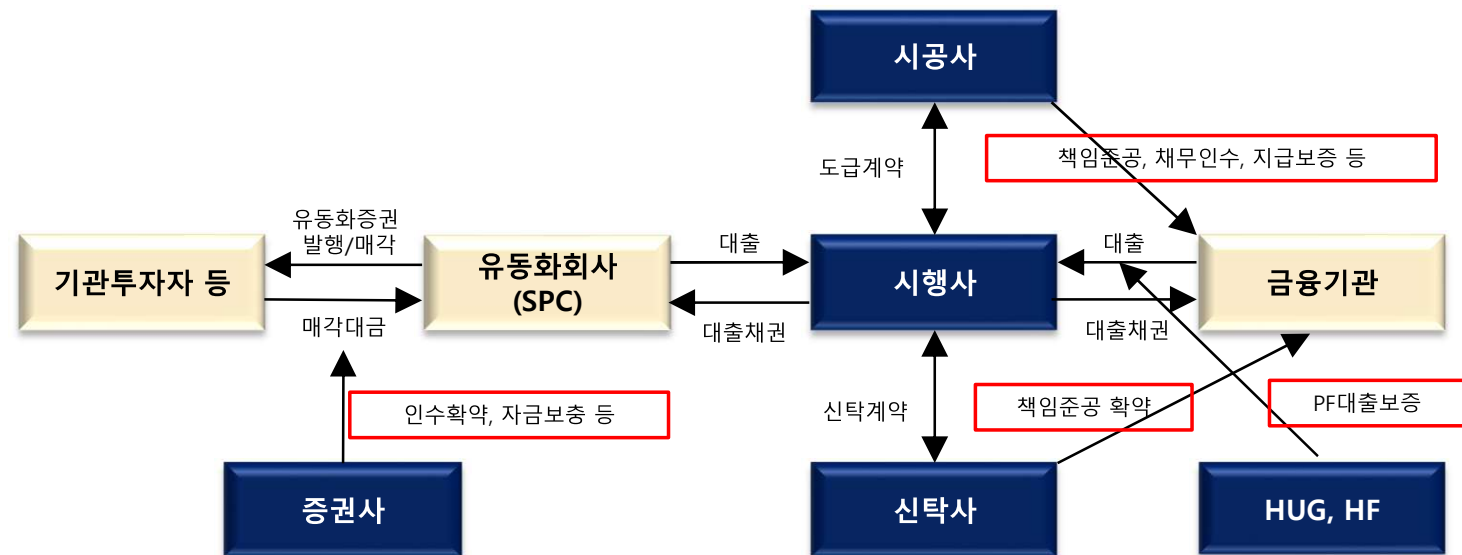 시공사
도급계약
책임준공, 채무인수, 지급보증 등
유동화증권
발행/매각
대출
대출
기관투자자 등
유동화회사
(SPC)
시행사
금융기관
매각대금
대출채권
대출채권
인수확약, 자금보충 등
신탁계약
책임준공 확약
PF대출보증
증권사
신탁사
HUG, HF